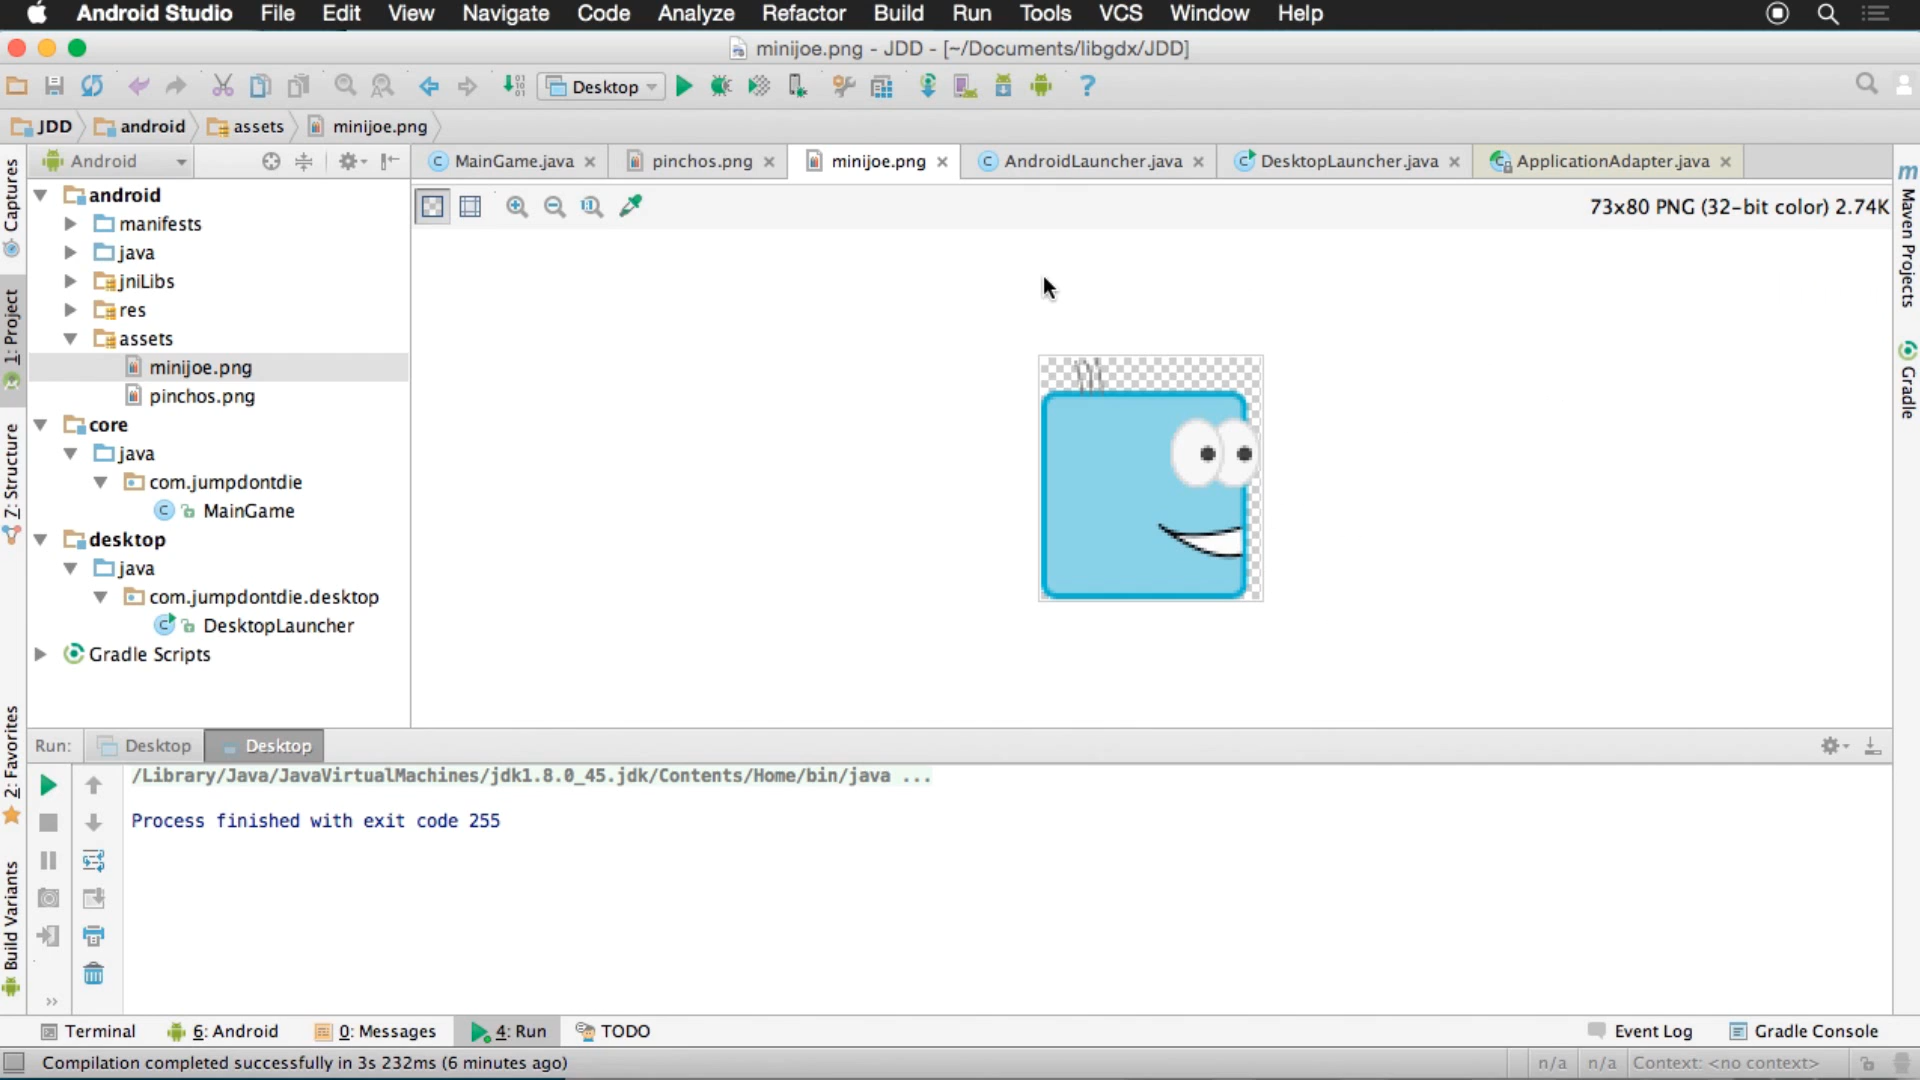 Android Studio File Edit View Navigate Code Analyze Refactor Build Run Tools VCS Window Help
minijoe.png - JDD - [~/Documents/libgdx/JDD]
Desktop
JDD android assets minijoe.png
Android
MainGame.java pinchos.png minijoe.png AndroidLauncher.java DesktopLauncher.java ApplicationAdapter.java
73x80 PNG (32-bit color) 2.74K
android
manifests
java
jniLibs
res
assets
minijoe.png
pinchos.png
core
java
com.jumpdontdie
MainGame
desktop
java
com.jumpdontdie.desktop
DesktopLauncher
Gradle Scripts
Captures
1: Project
7: Structure
2: Favorites
Build Variants
Maven Projects
Gradle
Run: Desktop Desktop
/Library/Java/JavaVirtualMachines/jdk1.8.0_45.jdk/Contents/Home/bin/java ...
Process finished with exit code 255
Terminal 6: Android 0: Messages 4: Run TODO Event Log Gradle Console
Compilation completed successfully in 3s 232ms (6 minutes ago) n/a n/a Context: <no context>